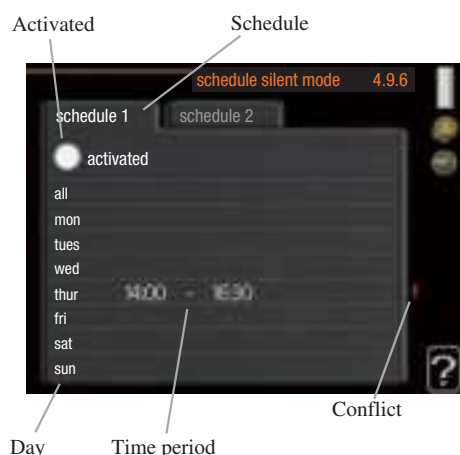 Activated Schedule
schedule silent mode 4.9.6
schedule 1 schedule 2
activated
all
mon
tues
wed
thur 14:00 - 16:30
fri
sat
sun
?
Conflict
Day Time period